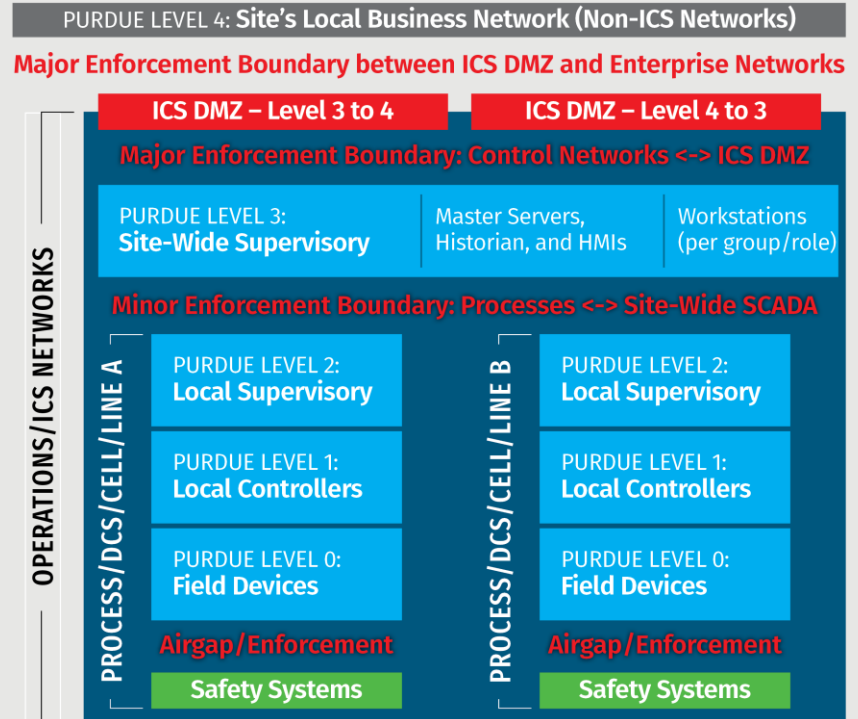 PURDUE LEVEL 4: Site's Local Business Network (Non-ICS Networks)
Major Enforcement Boundary between ICS DMZ and Enterprise Networks
ICS DMZ – Level 3 to 4
ICS DMZ – Level 4 to 3
Major Enforcement Boundary: Control Networks <-> ICS DMZ
OPERATIONS/ICS NETWORKS
PURDUE LEVEL 3:
Site-Wide Supervisory
Master Servers,
Historian, and HMIs
Workstations
(per group/role)
Minor Enforcement Boundary: Processes <-> Site-Wide SCADA
PROCESS/DCS/CELL/LINE A
PURDUE LEVEL 2:
Local Supervisory
PURDUE LEVEL 1:
Local Controllers
PURDUE LEVEL 0:
Field Devices
Airgap/Enforcement
Safety Systems
PROCESS/DCS/CELL/LINE B
PURDUE LEVEL 2:
Local Supervisory
PURDUE LEVEL 1:
Local Controllers
PURDUE LEVEL 0:
Field Devices
Airgap/Enforcement
Safety Systems